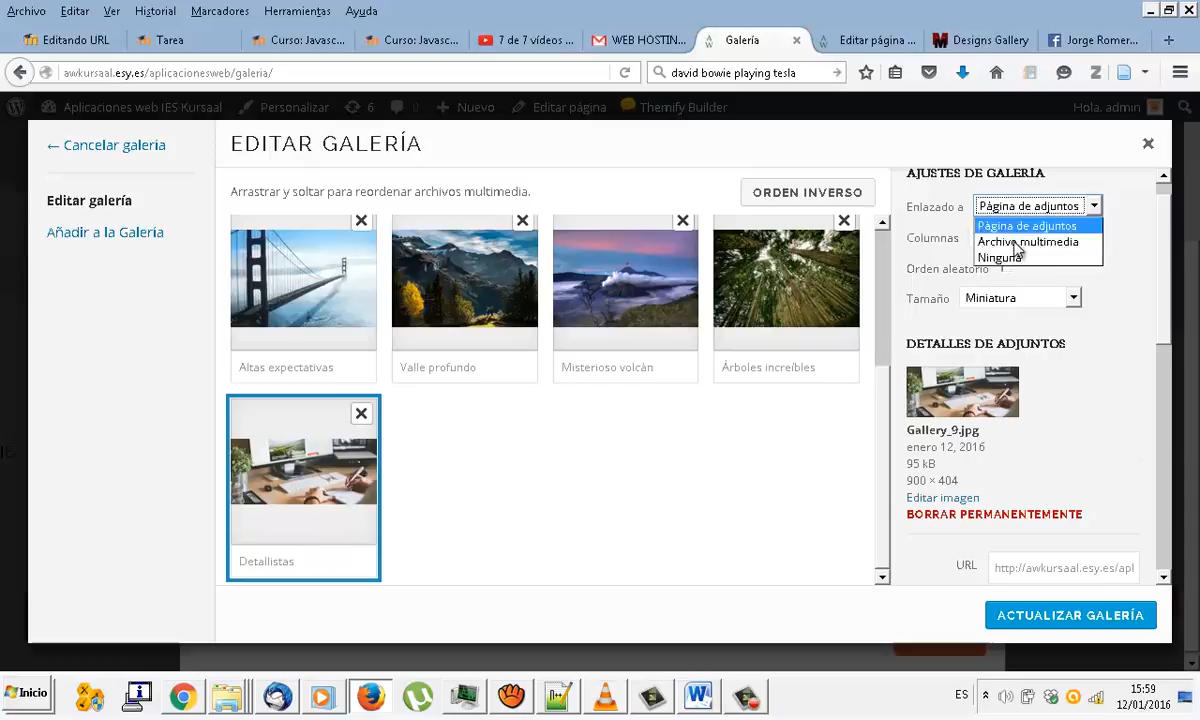 Archivo Editar Ver Historial Marcadores Herramientas Ayuda
Editando URL
Tarea
Curso: Javasc...
Curso: Javasc...
7 de 7 vídeos ...
WEB HOSTIN...
Galería
Editar página ...
Designs Gallery
Jorge Romer...
awkursaal.esy.es/aplicacionesweb/galeria/
david bowie playing tesla
Aplicaciones web IES Kursaal
Personalizar
6
Nuevo
Editar página
Themify Builder
Hola, admin
← Cancelar galería
Editar galería
Añadir a la Galería
EDITAR GALERÍA
Arrastrar y soltar para reordenar archivos multimedia.
ORDEN INVERSO
Altas expectativas
Valle profundo
Misterioso volcán
Árboles increíbles
Detallistas
AJUSTES DE GALERÍA
Enlazado a
Página de adjuntos
Página de adjuntos
Archivo multimedia
Ninguna
Columnas
Orden aleatorio
Tamaño
Miniatura
DETALLES DE ADJUNTOS
Gallery_9.jpg
enero 12, 2016
95 kB
900 × 404
Editar imagen
BORRAR PERMANENTEMENTE
URL
http://awkursaal.esy.es/apl
ACTUALIZAR GALERÍA
Inicio
ES
15:59
12/01/2016